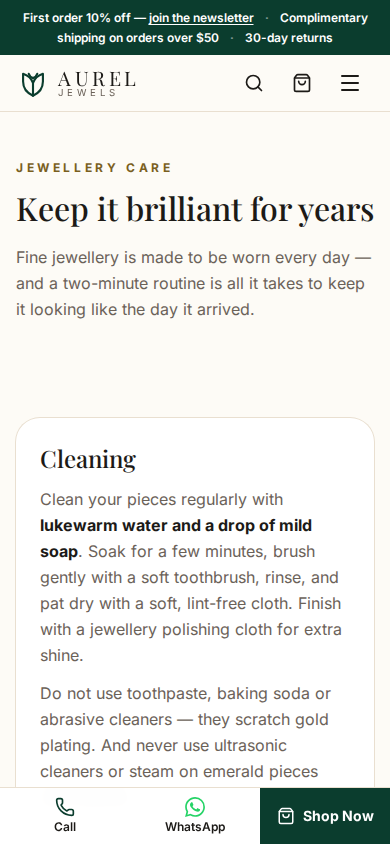 First order 10% off — join the newsletter · Complimentary
shipping on orders over $50 · 30-day returns
AUREL
JEWELS
JEWELLERY CARE
Keep it brilliant for years
Fine jewellery is made to be worn every day —
and a two-minute routine is all it takes to keep
it looking like the day it arrived.
Cleaning
Clean your pieces regularly with
lukewarm water and a drop of mild
soap. Soak for a few minutes, brush
gently with a soft toothbrush, rinse, and
pat dry with a soft, lint-free cloth. Finish
with a jewellery polishing cloth for extra
shine.
Do not use toothpaste, baking soda or
abrasive cleaners — they scratch gold
plating. And never use ultrasonic
cleaners or steam on emerald pieces
Call
WhatsApp
Shop Now